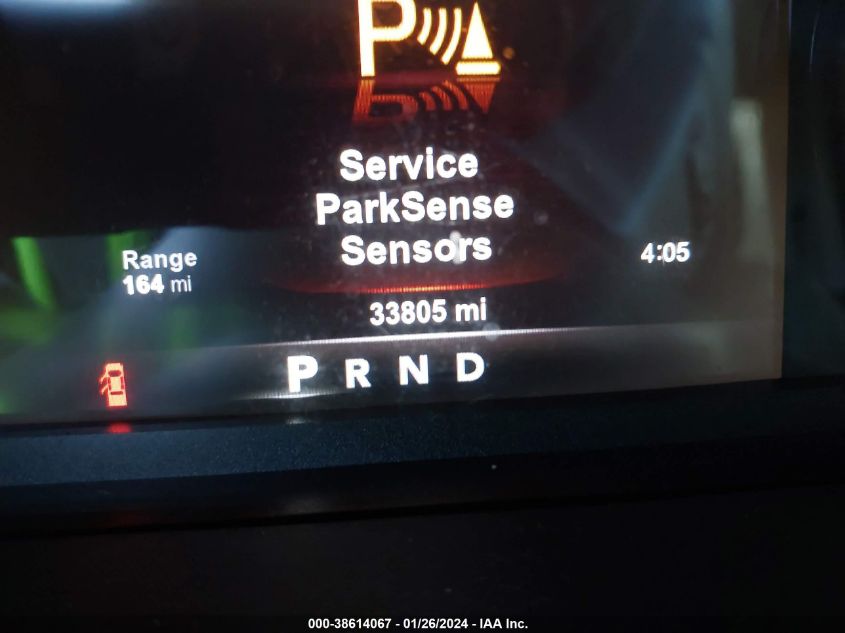 P
Service
ParkSense
Sensors
Range
164 mi
4:05
33805 mi
P R N D
000-38614067 - 01/26/2024 - IAA Inc.